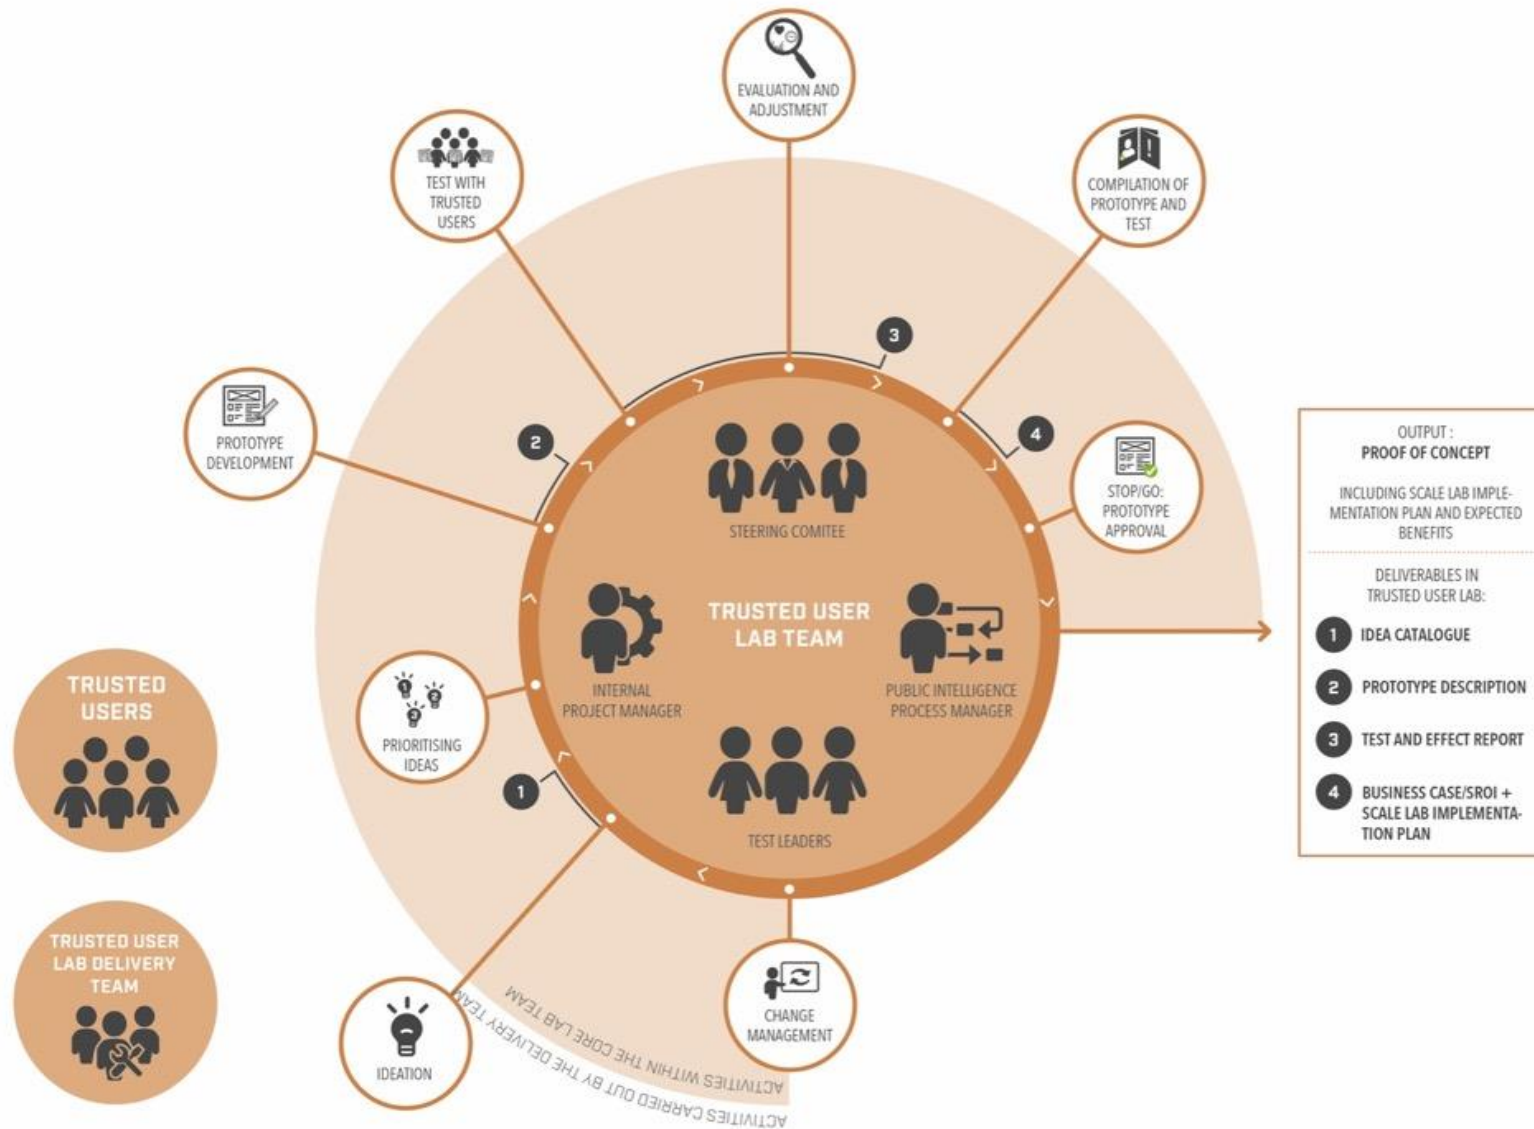 EVALUATION AND
ADJUSTMENT
TEST WITH
TRUSTED
USERS
COMPILATION OF
PROTOTYPE AND
TEST
3
2
4
PROTOTYPE
DEVELOPMENT
STOP/GO:
PROTOTYPE
APPROVAL
STEERING COMITEE
TRUSTED USER
LAB TEAM
INTERNAL
PROJECT MANAGER
PUBLIC INTELLIGENCE
PROCESS MANAGER
1
2
3
PRIORITISING
IDEAS
1
TEST LEADERS
TRUSTED
USERS
TRUSTED USER
LAB DELIVERY
TEAM
IDEATION
CHANGE
MANAGEMENT
ACTIVITIES WITHIN THE CORE LAB TEAM
ACTIVITIES CARRIED OUT BY THE DELIVERY TEAM
OUTPUT :
PROOF OF CONCEPT
INCLUDING SCALE LAB IMPLE-
MENTATION PLAN AND EXPECTED
BENEFITS
DELIVERABLES IN
TRUSTED USER LAB:
1 IDEA CATALOGUE
2 PROTOTYPE DESCRIPTION
3 TEST AND EFFECT REPORT
4 BUSINESS CASE/SROI +
SCALE LAB IMPLEMENTA-
TION PLAN